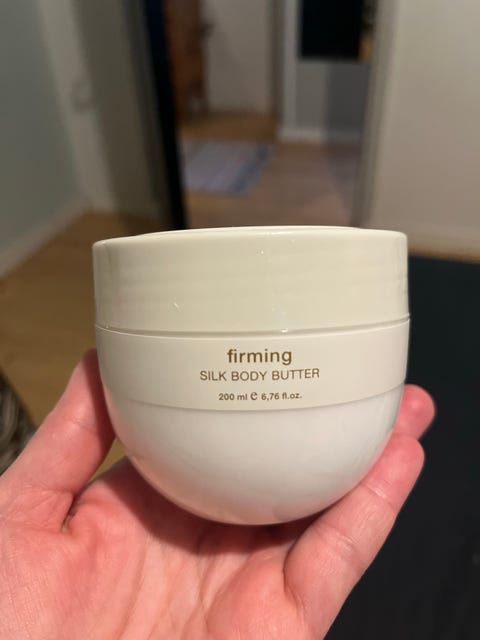 firming
SILK BODY BUTTER
200 ml ℮ 6,76 fl.oz.